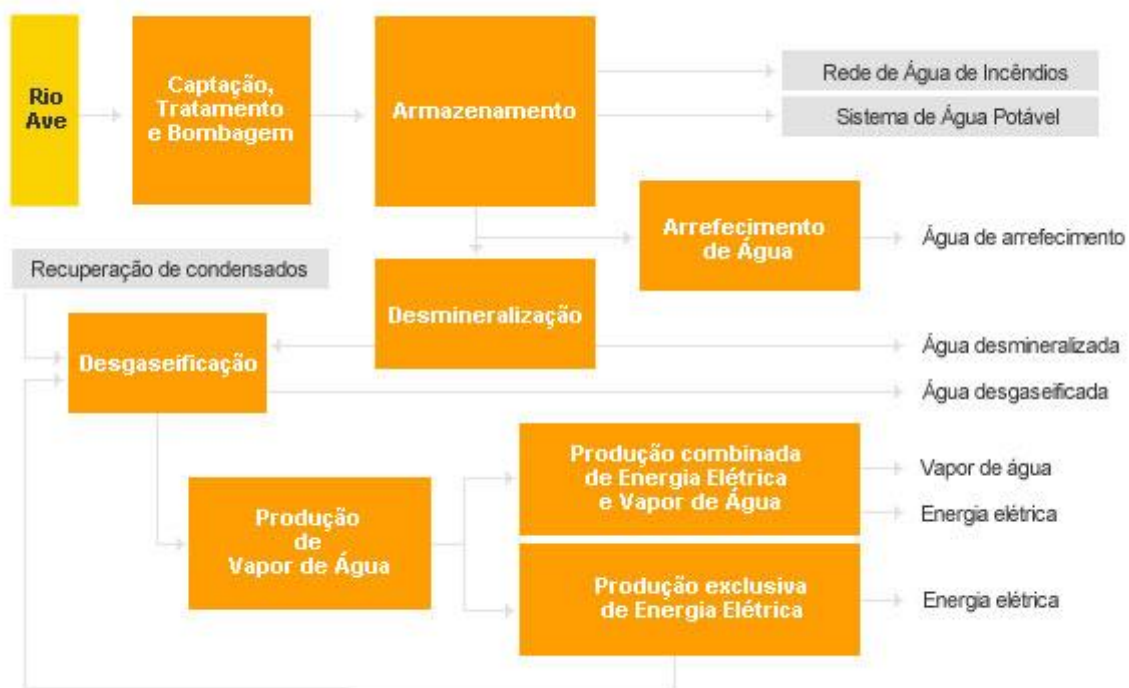 Rio
Ave
Captação,
Tratamento
e Bombagem
Armazenamento
Rede de Água de Incêndios
Sistema de Água Potável
Arrefecimento
de Água
Água de arrefecimento
Recuperação de condensados
Desmineralização
Desgaseificação
Água desmineralizada
Água desgaseificada
Produção
de
Vapor de Água
Produção combinada
de Energia Elétrica
e Vapor de Água
Vapor de água
Energia elétrica
Produção exclusiva
de Energia Elétrica
Energia elétrica